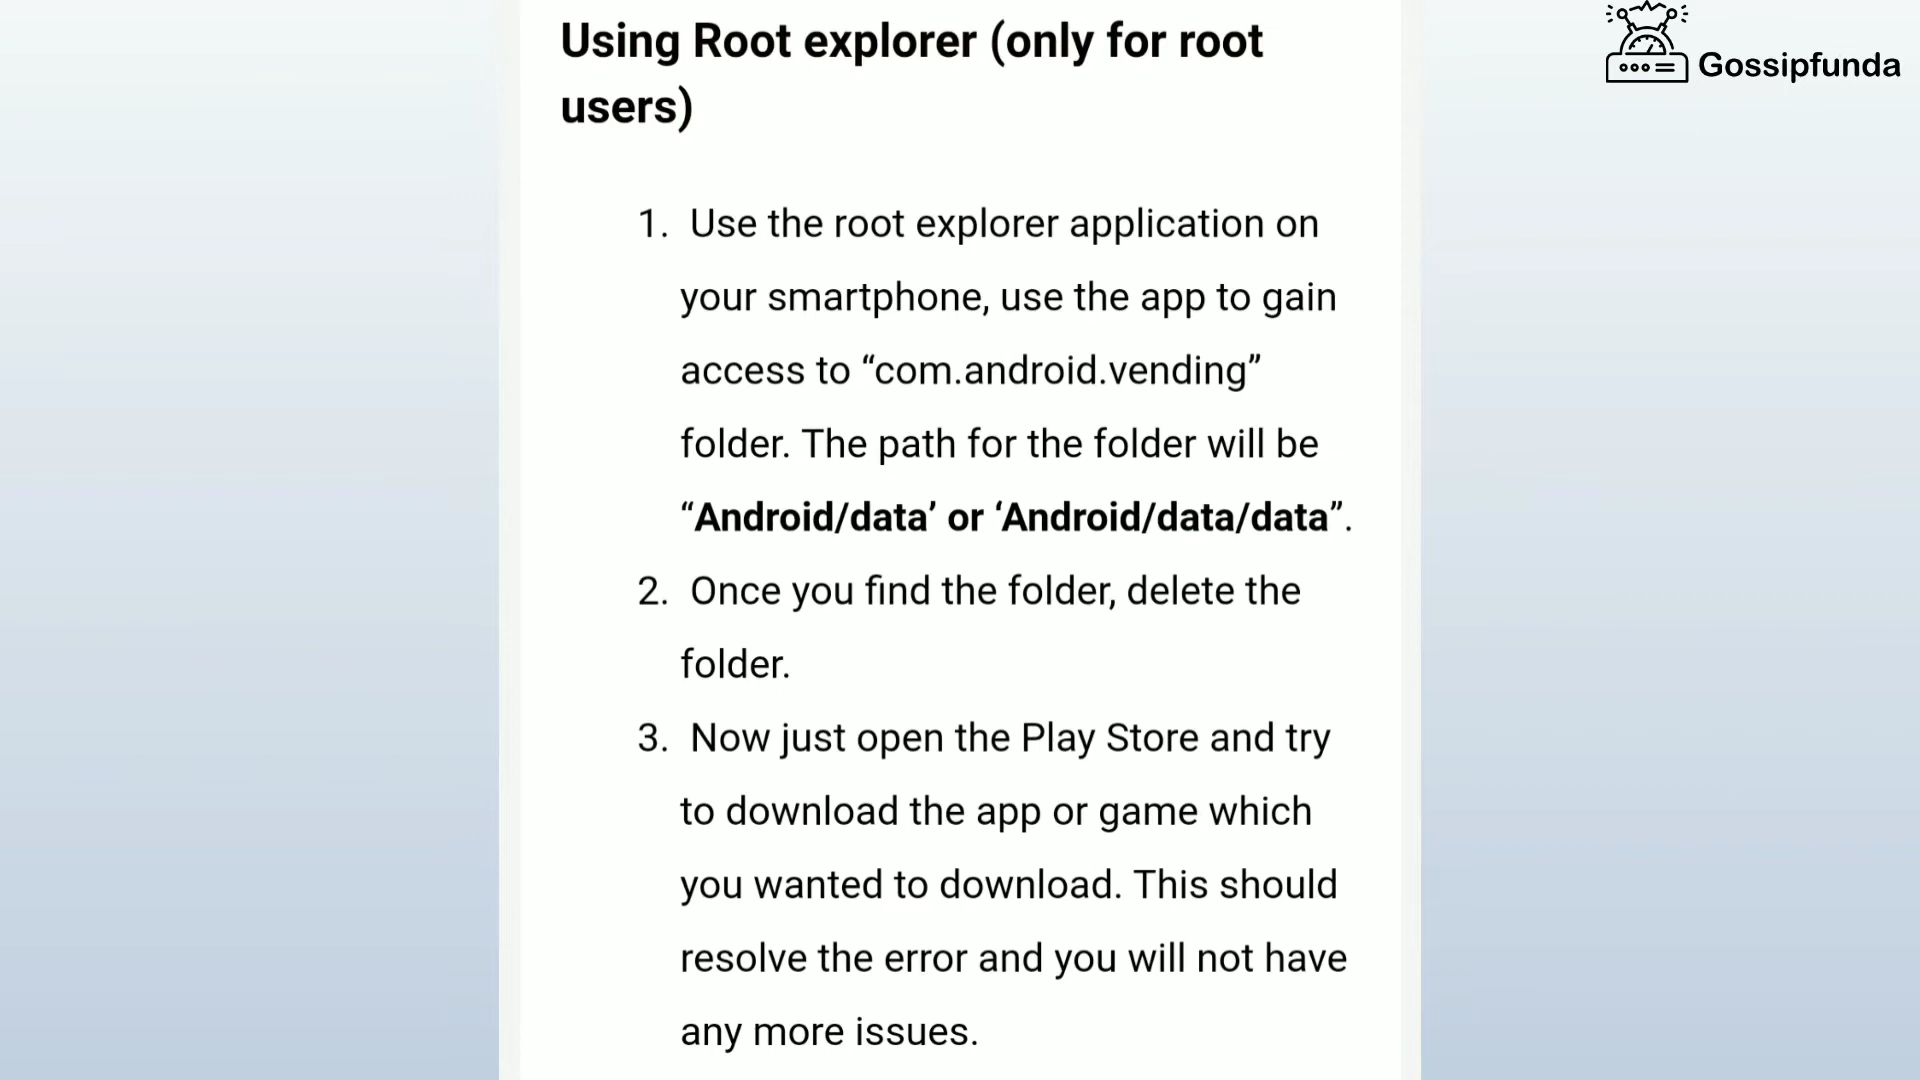 Using Root explorer (only for root
users)
Gossipfunda
1. Use the root explorer application on
your smartphone, use the app to gain
access to “com.android.vending”
folder. The path for the folder will be
“Android/data’ or ‘Android/data/data”.
2. Once you find the folder, delete the
folder.
3. Now just open the Play Store and try
to download the app or game which
you wanted to download. This should
resolve the error and you will not have
any more issues.